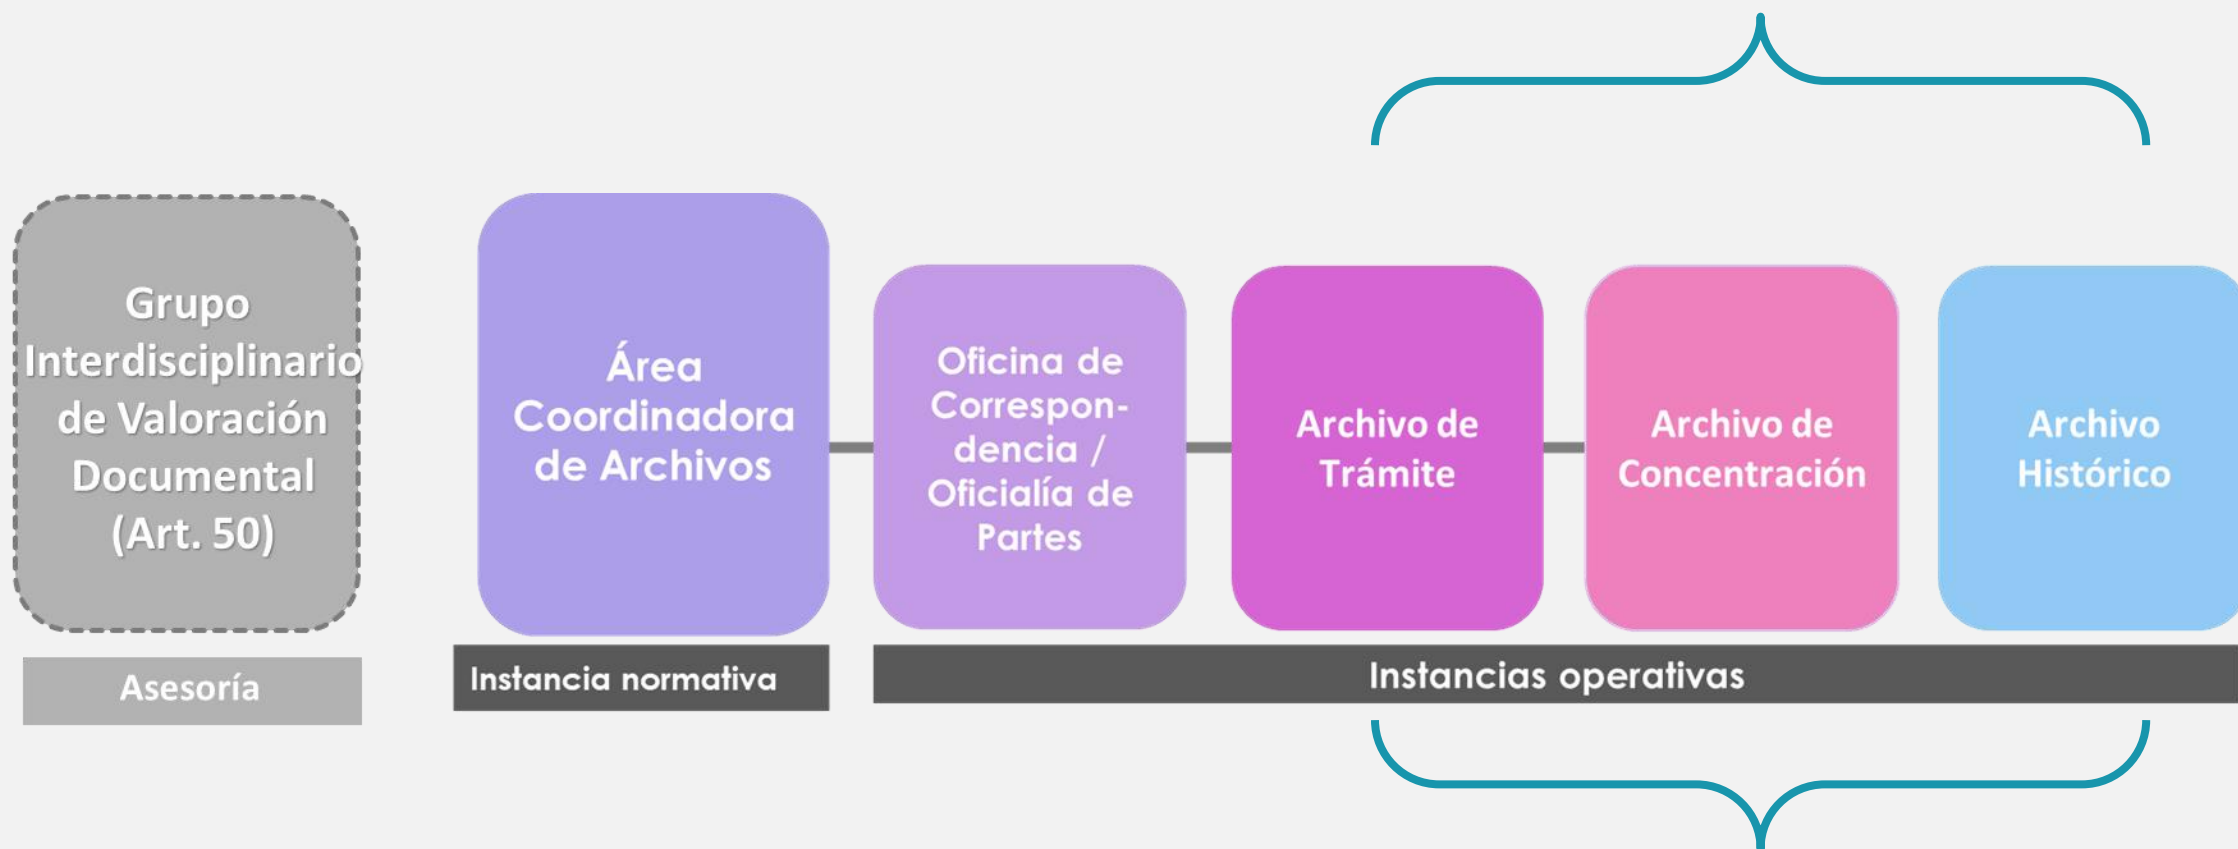 Grupo
Interdisciplinario
de Valoración
Documental
(Art. 50)
Asesoría
Área
Coordinadora
de Archivos
Instancia normativa
Oficina de
Correspon-
dencia /
Oficialía de
Partes
Archivo de
Trámite
Archivo de
Concentración
Archivo
Histórico
Instancias operativas